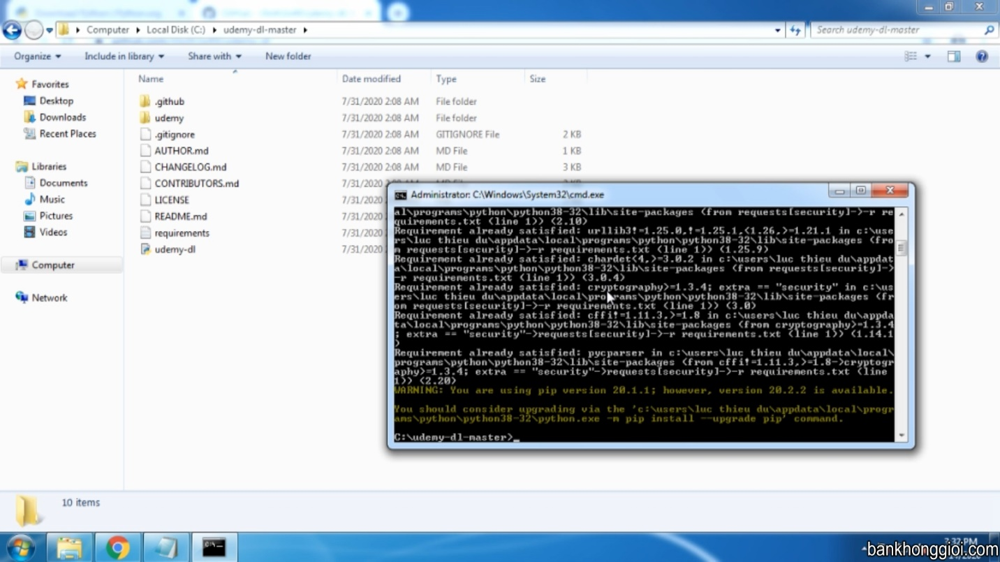 Computer ▸ Local Disk (C:) ▸ udemy-dl-master ▸
Search udemy-dl-master
Organize Include in library Share with New folder
Name Date modified Type Size
Favorites
Desktop
Downloads
Recent Places
Libraries
Documents
Music
Pictures
Videos
Computer
Network
.github 7/31/2020 2:08 AM File folder
udemy 7/31/2020 2:08 AM File folder
.gitignore 7/31/2020 2:08 AM GITIGNORE File 2 KB
AUTHOR.md 7/31/2020 2:08 AM MD File 1 KB
CHANGELOG.md 7/31/2020 2:08 AM MD File 3 KB
CONTRIBUTORS.md 7/31/2020 2:08
LICENSE 7/31/2020 2:08
README.md 7/31/2020 2:08
requirements 7/31/2020 2:08
udemy-dl 7/31/2020 2:08
Administrator: C:\Windows\System32\cmd.exe
al\programs\python\python38-32\lib\site-packages (from requests[security]->-r re
quirements.txt (line 1)) (2.10)
Requirement already satisfied: urllib3!=1.25.0,!=1.25.1,<1.26,>=1.21.1 in c:\use
rs\luc thieu du\appdata\local\programs\python\python38-32\lib\site-packages (fro
m requests[security]->-r requirements.txt (line 1)) (1.25.9)
Requirement already satisfied: chardet<4,>=3.0.2 in c:\users\luc thieu du\appdat
a\local\programs\python\python38-32\lib\site-packages (from requests[security]->
-r requirements.txt (line 1)) (3.0.4)
Requirement already satisfied: cryptography>=1.3.4; extra == "security" in c:\us
ers\luc thieu du\appdata\local\programs\python\python38-32\lib\site-packages (fr
om requests[security]->-r requirements.txt (line 1)) (3.0)
Requirement already satisfied: cffi!=1.11.3,>=1.8 in c:\users\luc thieu du\appda
ta\local\programs\python\python38-32\lib\site-packages (from cryptography>=1.3.4
; extra == "security"->requests[security]->-r requirements.txt (line 1)) (1.14.1
)
Requirement already satisfied: pycparser in c:\users\luc thieu du\appdata\local\
programs\python\python38-32\lib\site-packages (from cffi!=1.11.3,>=1.8->cryptogr
aphy>=1.3.4; extra == "security"->requests[security]->-r requirements.txt (line
1)) (2.20)
WARNING: You are using pip version 20.1.1; however, version 20.2.2 is available.
You should consider upgrading via the 'c:\users\luc thieu du\appdata\local\progr
ams\python\python38-32\python.exe -m pip install --upgrade pip' command.
C:\udemy-dl-master>_
10 items
bankhonggioi.com